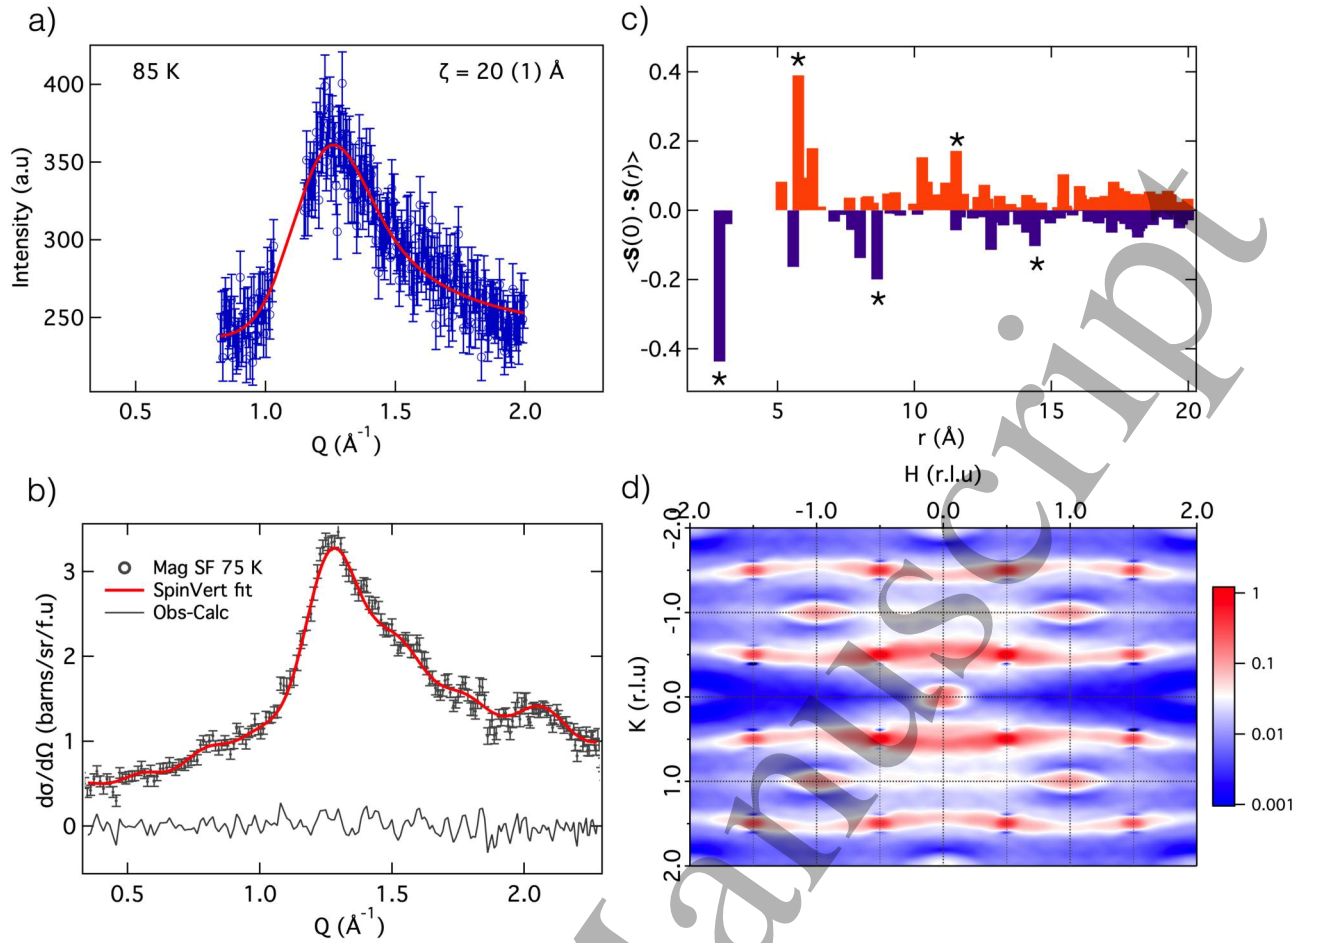 a)
85 K
ζ = 20 (1) Å
400
350
300
250
Intensity (a.u)
0.5 1.0 1.5 2.0
Q (Å⁻¹)
c)
0.4
0.2
0.0
-0.2
-0.4
<S(0) · S(r)>
* * * * *
5 10 15 20
r (Å)
b)
Mag SF 75 K
SpinVert fit
Obs-Calc
3
2
1
0
dσ/dΩ (barns/sr/f.u)
0.5 1.0 1.5 2.0
Q (Å⁻¹)
d)
H (r.l.u)
-2.0 -1.0 0.0 1.0 2.0
-2.0
-1.0
0.0
1.0
2.0
K (r.l.u)
1
0.1
0.01
0.001
anuscript